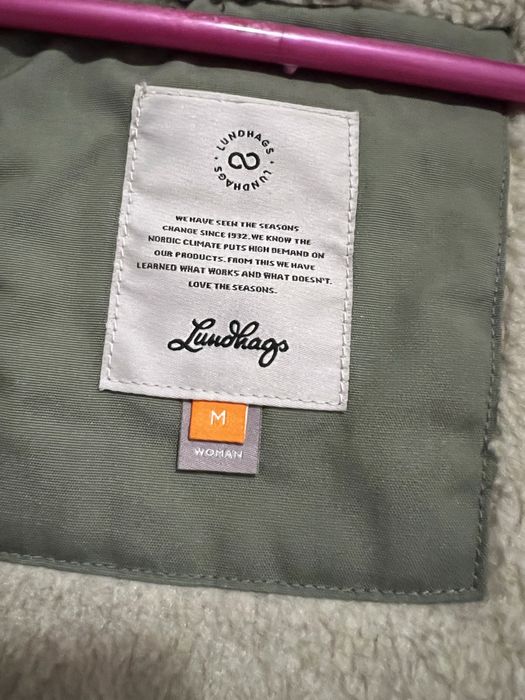 LUNDHAGS · LUNDHAGS ·
WE HAVE SEEN THE SEASONS
CHANGE SINCE 1932. WE KNOW THE
NORDIC CLIMATE PUTS HIGH DEMAND ON
OUR PRODUCTS. FROM THIS WE HAVE
LEARNED WHAT WORKS AND WHAT DOESN'T.
LOVE THE SEASONS.
Lundhags
M
WOMAN